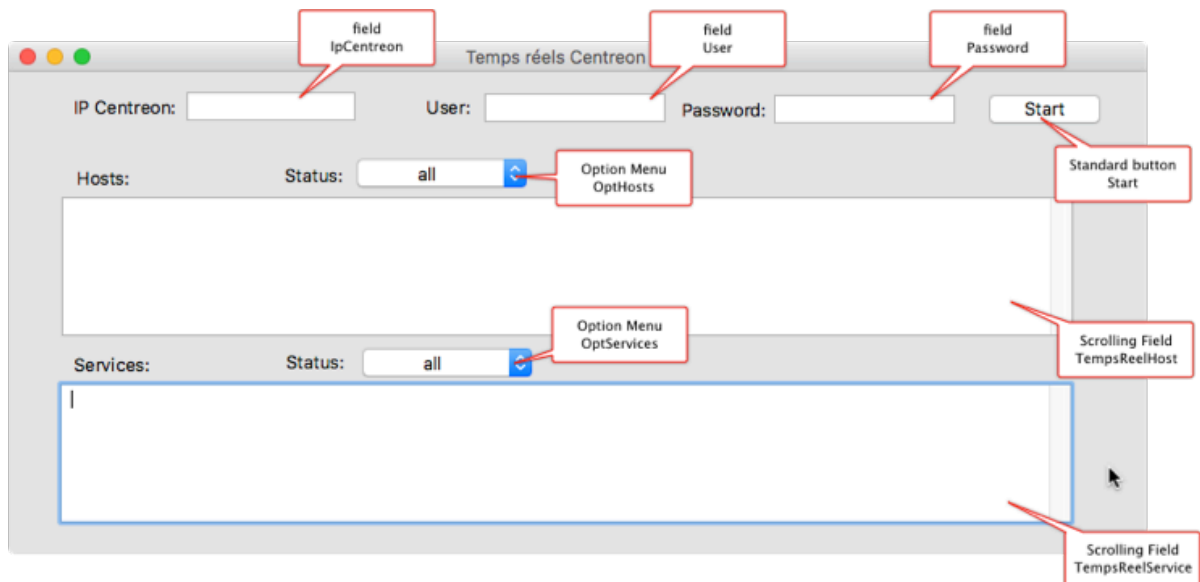 field
IpCentreon
field
User
field
Password
Temps réels Centreon
IP Centreon:
User:
Password:
Start
Standard button
Start
Hosts:
Status:
all
Option Menu
OptHosts
Option Menu
OptServices
Scrolling Field
TempsReelHost
Services:
Status:
all
Scrolling Field
TempsReelService